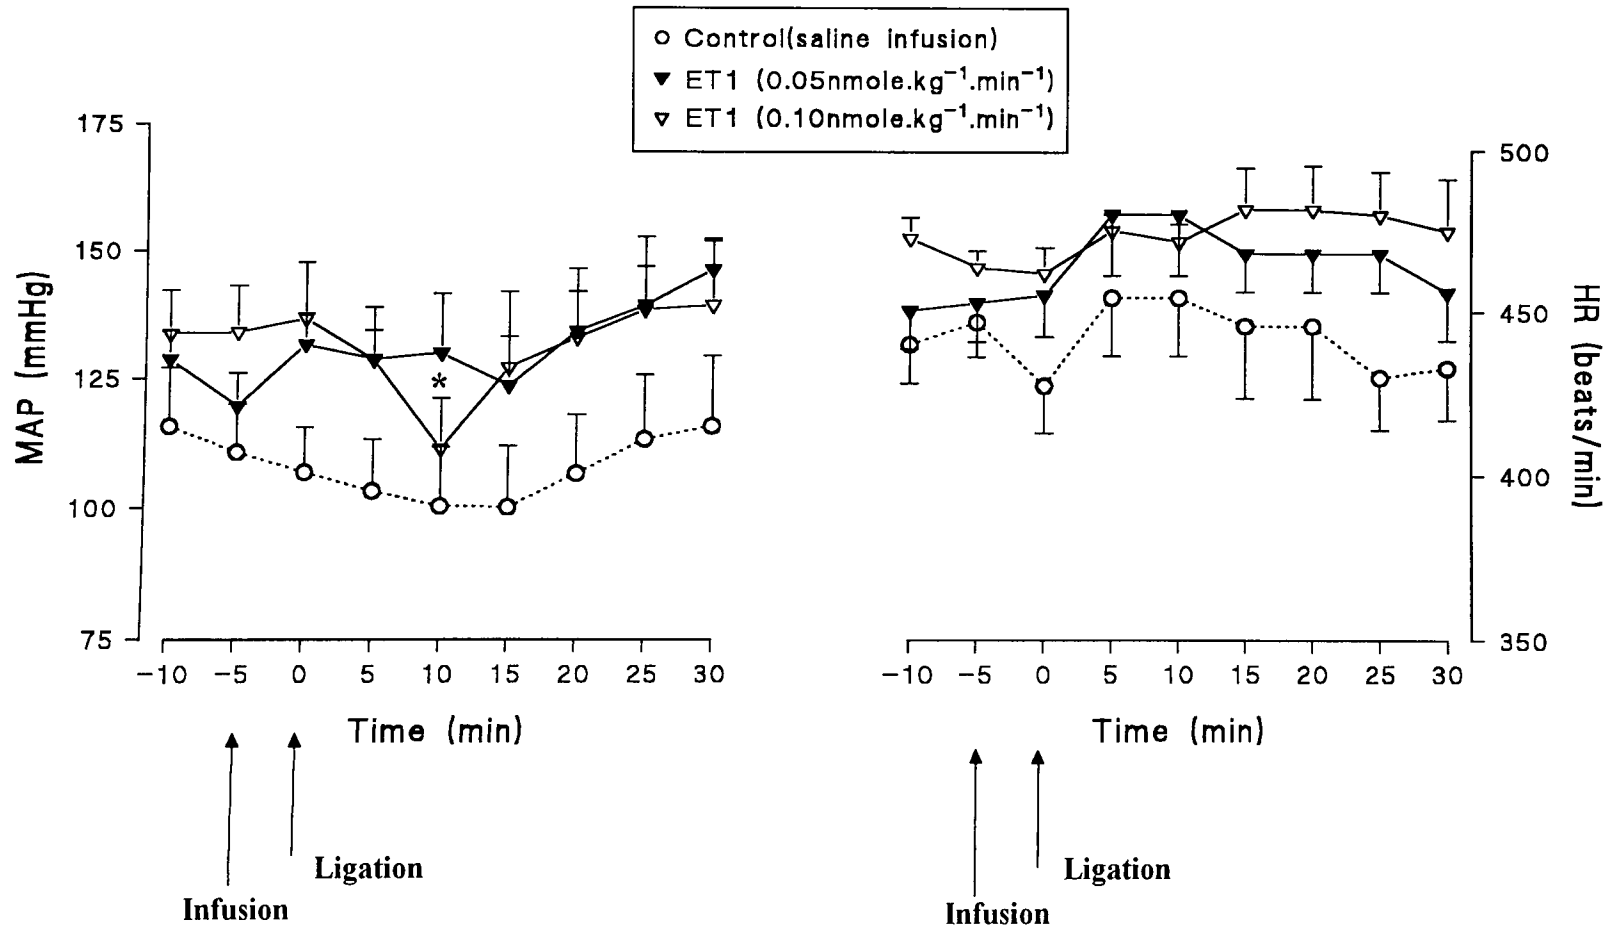 Control(saline infusion)
ET1 (0.05nmole.kg⁻¹.min⁻¹)
ET1 (0.10nmole.kg⁻¹.min⁻¹)
175
150
125
100
75
MAP (mmHg)
*
-10 -5 0 5 10 15 20 25 30
Time (min)
Ligation
Infusion
500
450
400
350
HR (beats/min)
-10 -5 0 5 10 15 20 25 30
Time (min)
Ligation
Infusion